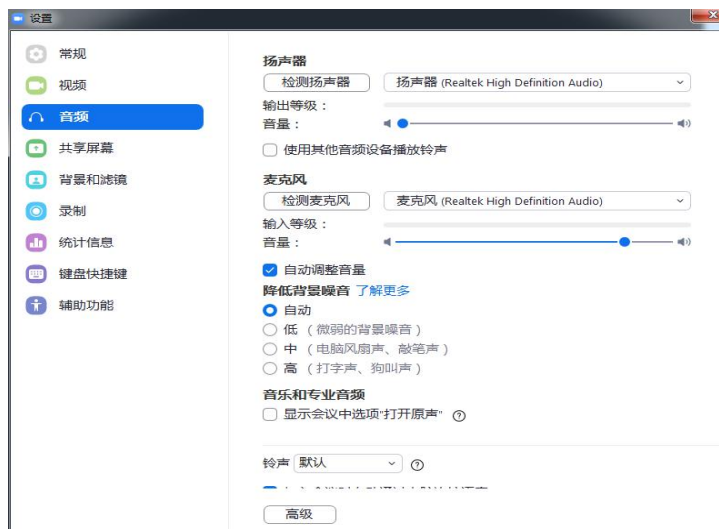 设置
常规
视频
音频
共享屏幕
背景和滤镜
录制
统计信息
键盘快捷键
辅助功能
扬声器
检测扬声器 扬声器 (Realtek High Definition Audio)
输出等级：
音量：
使用其他音频设备播放铃声
麦克风
检测麦克风 麦克风 (Realtek High Definition Audio)
输入等级：
音量：
自动调整音量
降低背景噪音 了解更多
自动
低 （微弱的背景噪音）
中 （电脑风扇声、敲笔声）
高 （打字声、狗叫声）
音乐和专业音频
显示会议中选项"打开原声" ?
铃声 默认 ?
高级